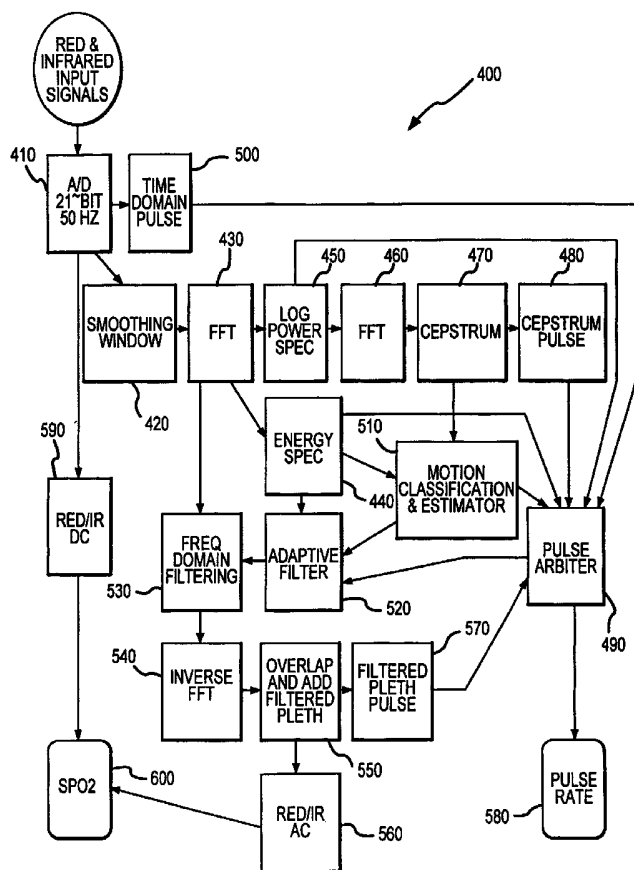 RED &
INFRARED
INPUT
SIGNALS
400
410
500
A/D
21~BIT
50 HZ
TIME
DOMAIN
PULSE
430
450
460
470
480
SMOOTHING
WINDOW
FFT
LOG
POWER
SPEC
FFT
CEPSTRUM
CEPSTRUM
PULSE
420
590
ENERGY
SPEC
510
440
MOTION
CLASSIFICATION
& ESTIMATOR
RED/IR
DC
FREQ
DOMAIN
FILTERING
ADAPTIVE
FILTER
PULSE
ARBITER
530
520
490
540
570
INVERSE
FFT
OVERLAP
AND ADD
FILTERED
PLETH
FILTERED
PLETH
PULSE
550
SPO2
600
RED/IR
AC
560
580
PULSE
RATE